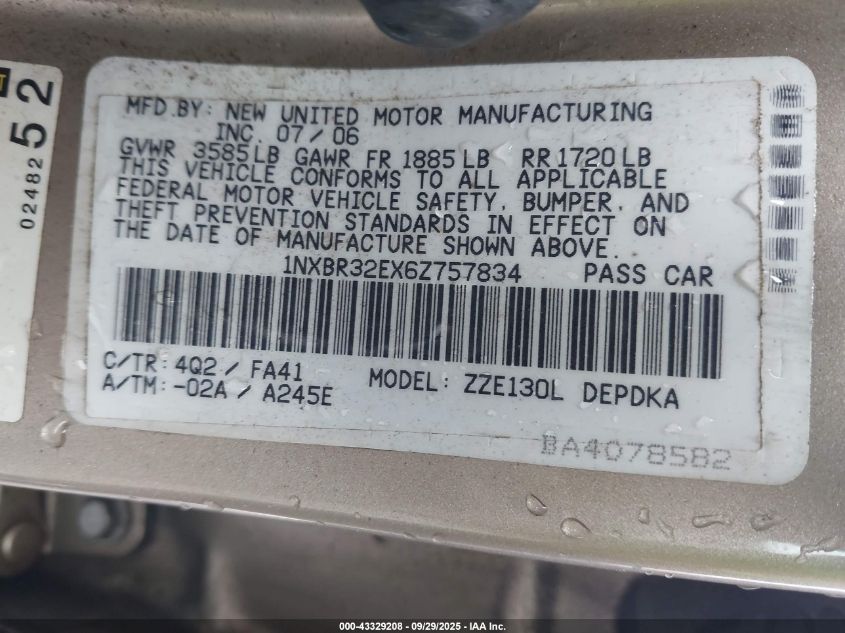 MFD.BY: NEW UNITED MOTOR MANUFACTURING
INC. 07/06
GVWR 3585LB GAWR FR 1885LB RR1720LB
THIS VEHICLE CONFORMS TO ALL APPLICABLE
FEDERAL MOTOR VEHICLE SAFETY, BUMPER, AND
THEFT PREVENTION STANDARDS IN EFFECT ON
THE DATE OF MANUFACTURE SHOWN ABOVE.
1NXBR32EX6Z757834 PASS CAR
C/TR: 4Q2 / FA41
A/TM: -02A / A245E
MODEL: ZZE130L DEPDKA
BA4078582
52
02482
000-43329208 - 09/29/2025 - IAA Inc.